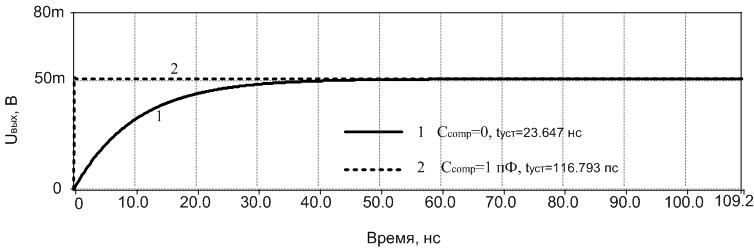 80m
2
50m
Uвых, В
1
1 Ccomp=0, tуст=23.647 нс
2 Ccomp=1 пФ, tуст=116.793 пс
0
0 10.0 20.0 30.0 40.0 50.0 60.0 70.0 80.0 90.0 100.0 109.2
Время, нс